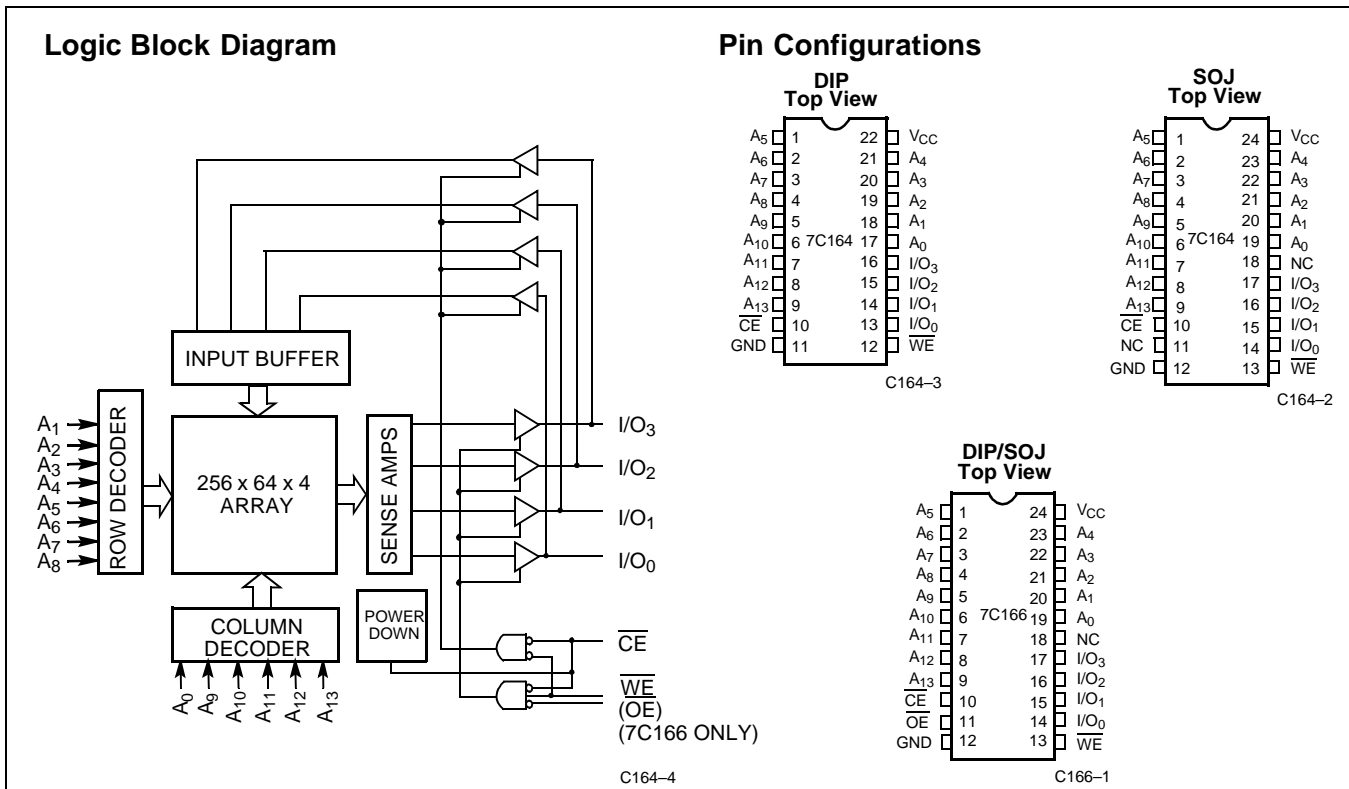 Logic Block Diagram
INPUT BUFFER
A1
A2
A3
A4
A5
A6
A7
A8
ROW DECODER
256 x 64 x 4
ARRAY
SENSE AMPS
I/O3
I/O2
I/O1
I/O0
COLUMN
DECODER
A0 A9 A10 A11 A12 A13
POWER
DOWN
CE
WE
(OE)
(7C166 ONLY)
C164–4
Pin Configurations
DIP
Top View
A5 1 22 VCC
A6 2 21 A4
A7 3 20 A3
A8 4 19 A2
A9 5 18 A1
A10 6 7C164 17 A0
A11 7 16 I/O3
A12 8 15 I/O2
A13 9 14 I/O1
CE 10 13 I/O0
GND 11 12 WE
C164–3
SOJ
Top View
A5 1 24 VCC
A6 2 23 A4
A7 3 22 A3
A8 4 21 A2
A9 5 20 A1
A10 6 7C164 19 A0
A11 7 18 NC
A12 8 17 I/O3
A13 9 16 I/O2
CE 10 15 I/O1
NC 11 14 I/O0
GND 12 13 WE
C164–2
DIP/SOJ
Top View
A5 1 24 VCC
A6 2 23 A4
A7 3 22 A3
A8 4 21 A2
A9 5 20 A1
A10 6 7C166 19 A0
A11 7 18 NC
A12 8 17 I/O3
A13 9 16 I/O2
CE 10 15 I/O1
OE 11 14 I/O0
GND 12 13 WE
C166–1